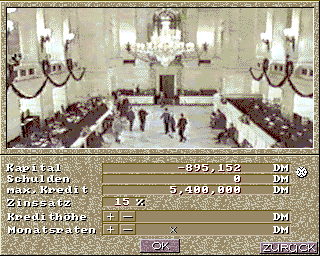 Kapital -895,152 DM
Schulden 0 DM
max.Kredit 5,400,000 DM
Zinssatz 15 %
Kredithöhe + - DM
Monatsraten + - x DM
OK ZURÜCK